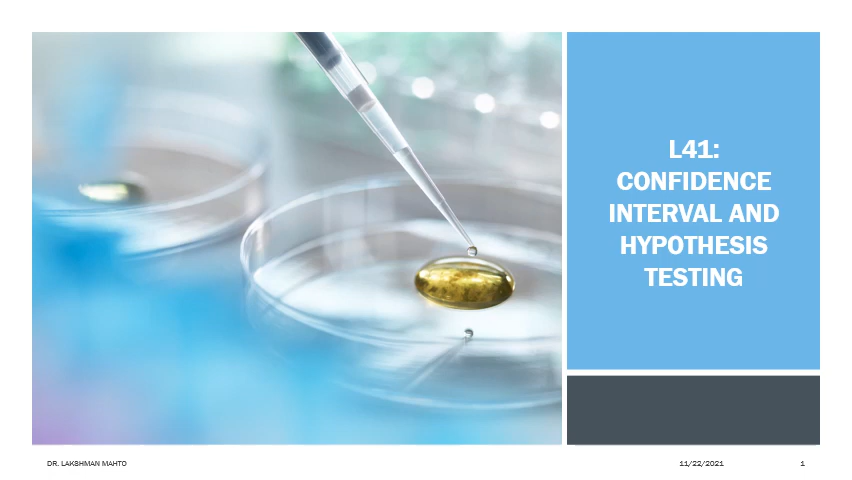 L41:
CONFIDENCE
INTERVAL AND
HYPOTHESIS
TESTING
DR. LAKSHMAN MAHTO
11/22/2021
1